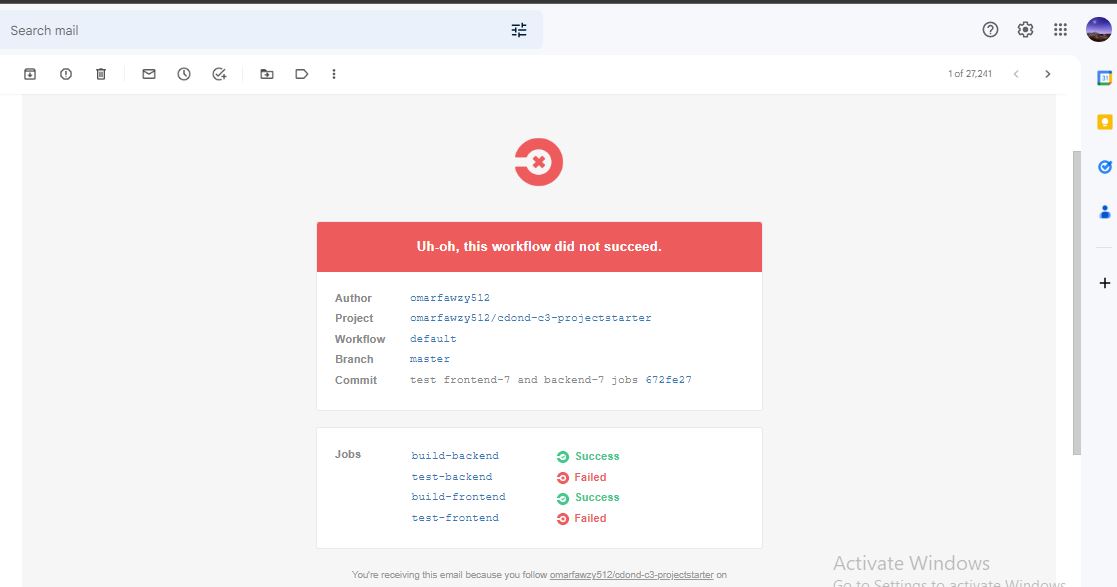 Search mail
1 of 27,241
31
Uh-oh, this workflow did not succeed.
Author omarfawzy512
Project omarfawzy512/cdond-c3-projectstarter
Workflow default
Branch master
Commit test frontend-7 and backend-7 jobs 672fe27
Jobs build-backend Success
test-backend Failed
build-frontend Success
test-frontend Failed
You're receiving this email because you follow omarfawzy512/cdond-c3-projectstarter on
Activate Windows
Go to Settings to activate Windows